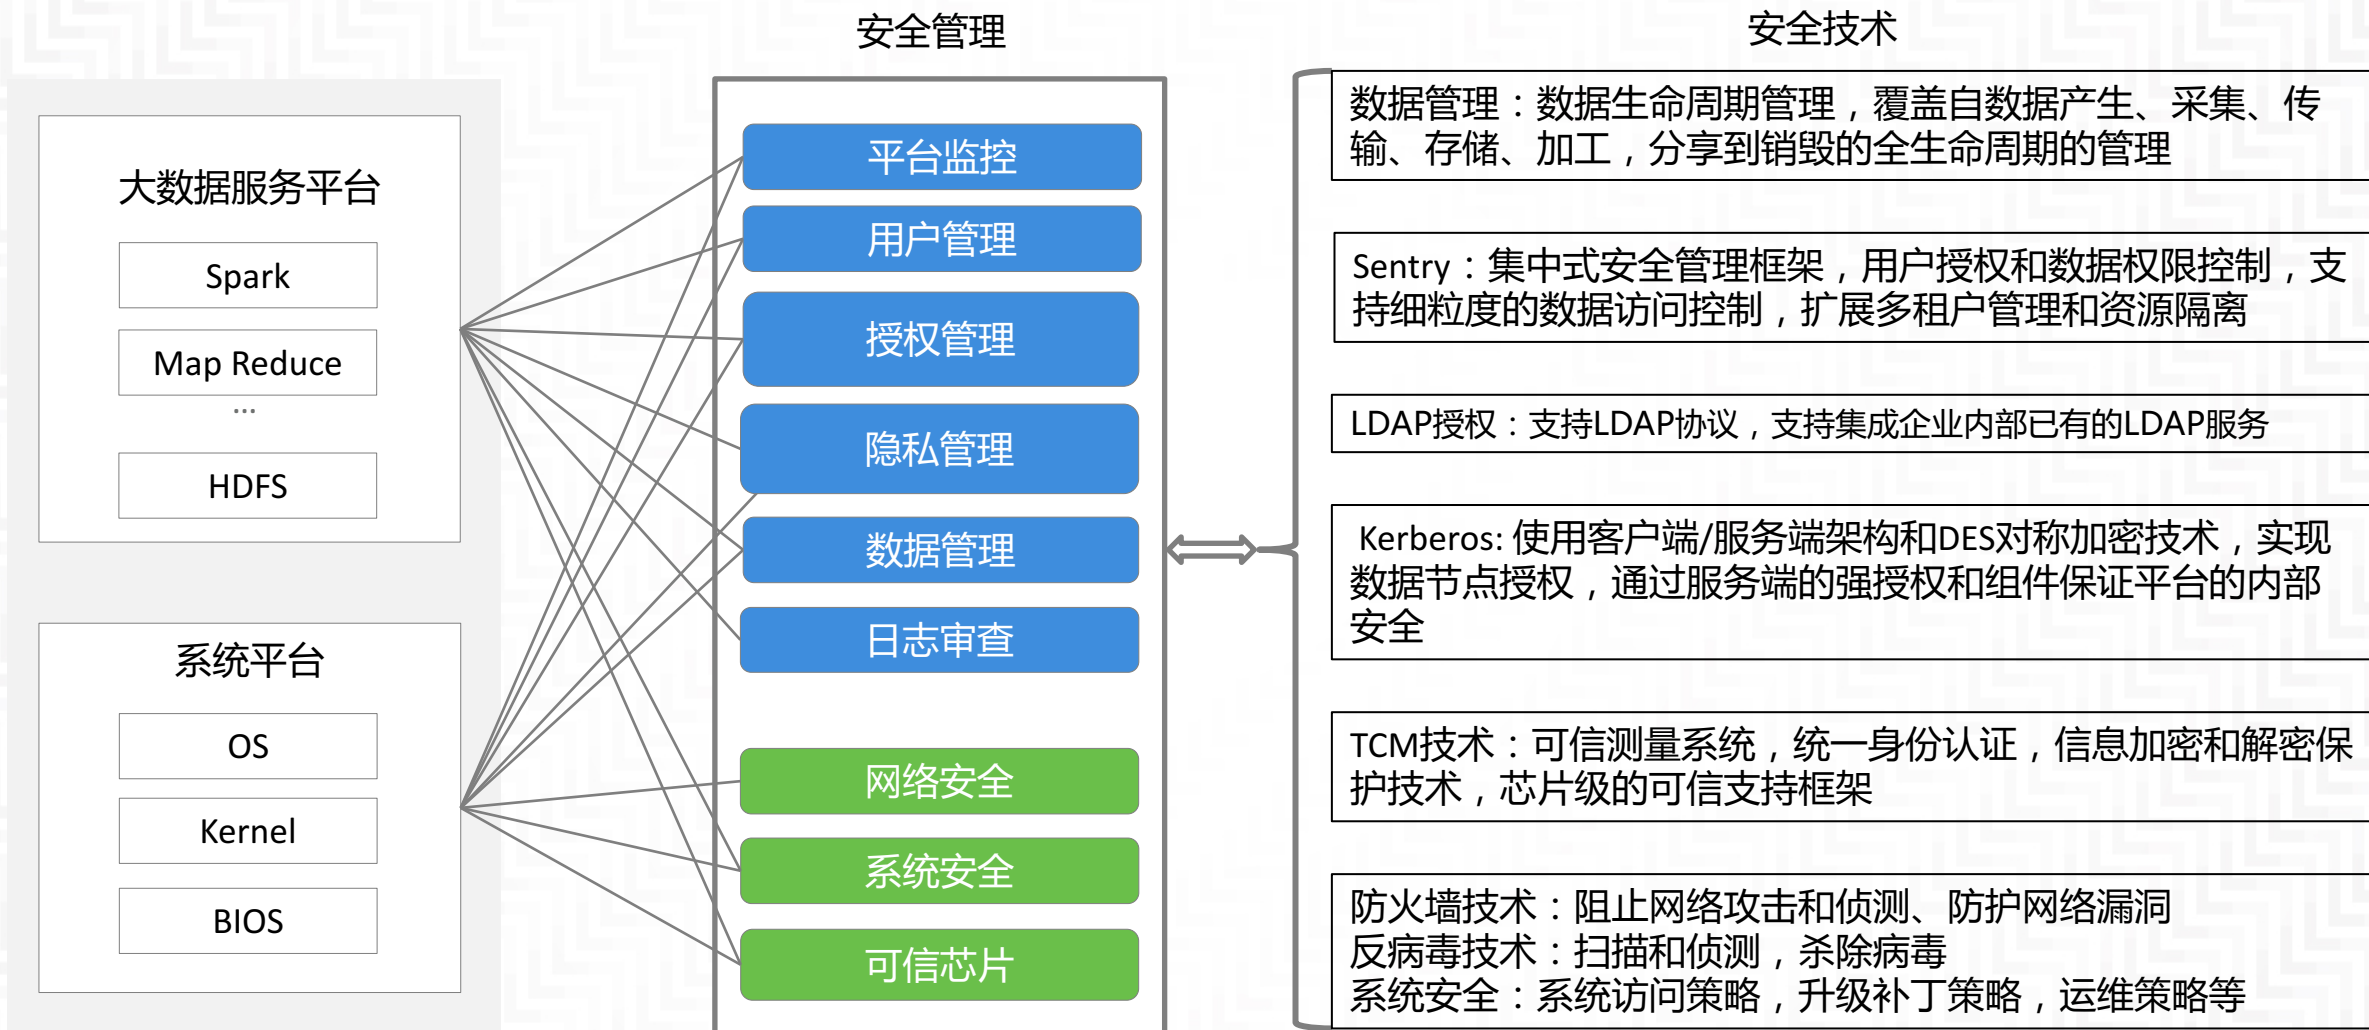 安全管理
安全技术
大数据服务平台
Spark
Map Reduce
...
HDFS
系统平台
OS
Kernel
BIOS
平台监控
用户管理
授权管理
隐私管理
数据管理
日志审查
网络安全
系统安全
可信芯片
数据管理：数据生命周期管理，覆盖自数据产生、采集、传
输、存储、加工，分享到销毁的全生命周期的管理
Sentry：集中式安全管理框架，用户授权和数据权限控制，支
持细粒度的数据访问控制，扩展多租户管理和资源隔离
LDAP授权：支持LDAP协议，支持集成企业内部已有的LDAP服务
Kerberos: 使用客户端/服务端架构和DES对称加密技术，实现
数据节点授权，通过服务端的强授权和组件保证平台的内部
安全
TCM技术：可信测量系统，统一身份认证，信息加密和解密保
护技术，芯片级的可信支持框架
防火墙技术：阻止网络攻击和侦测、防护网络漏洞
反病毒技术：扫描和侦测，杀除病毒
系统安全：系统访问策略，升级补丁策略，运维策略等